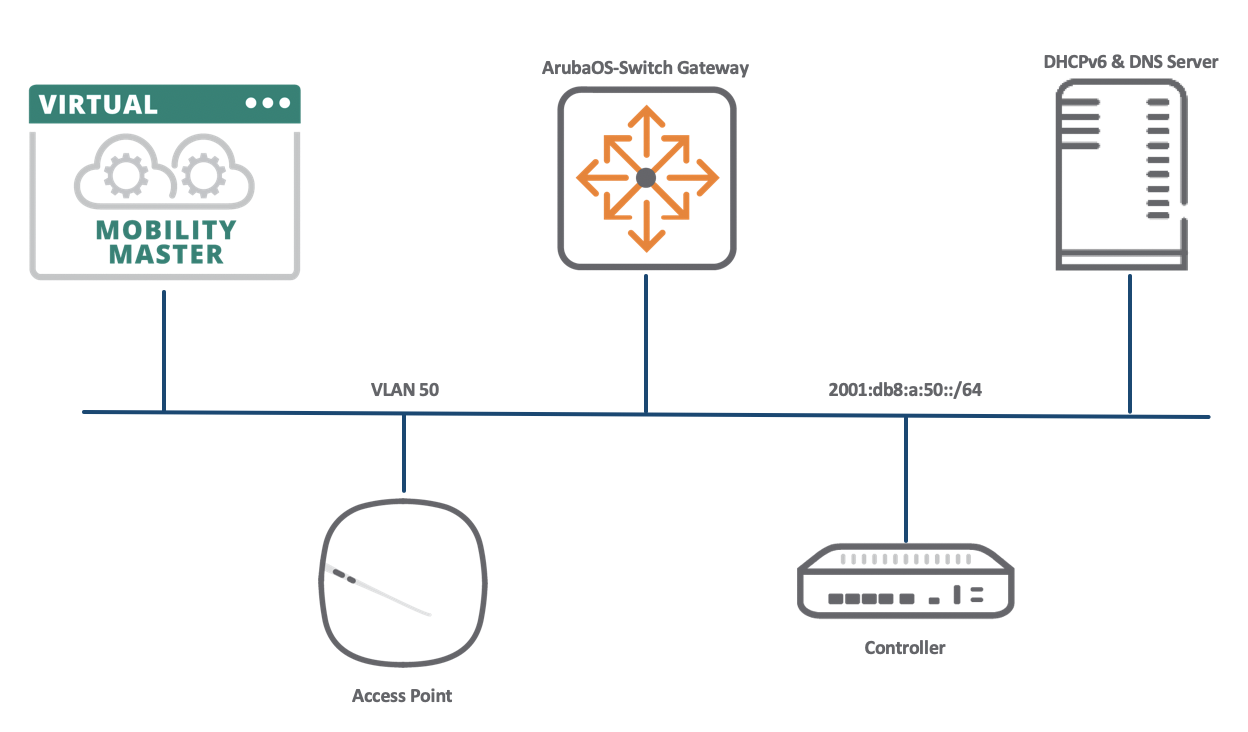 ArubaOS-Switch Gateway
DHCPv6 & DNS Server
VIRTUAL
MOBILITY
MASTER
VLAN 50
2001:db8:a:50::/64
Access Point
Controller